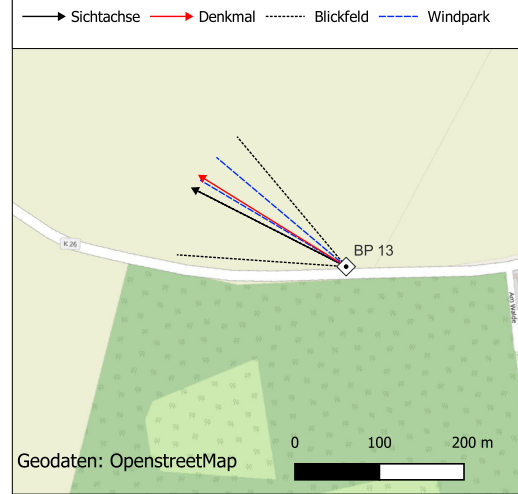 Sichtachse Denkmal Blickfeld Windpark
BP 13
K 26
Am Walde
0 100 200 m
Geodaten: OpenstreetMap